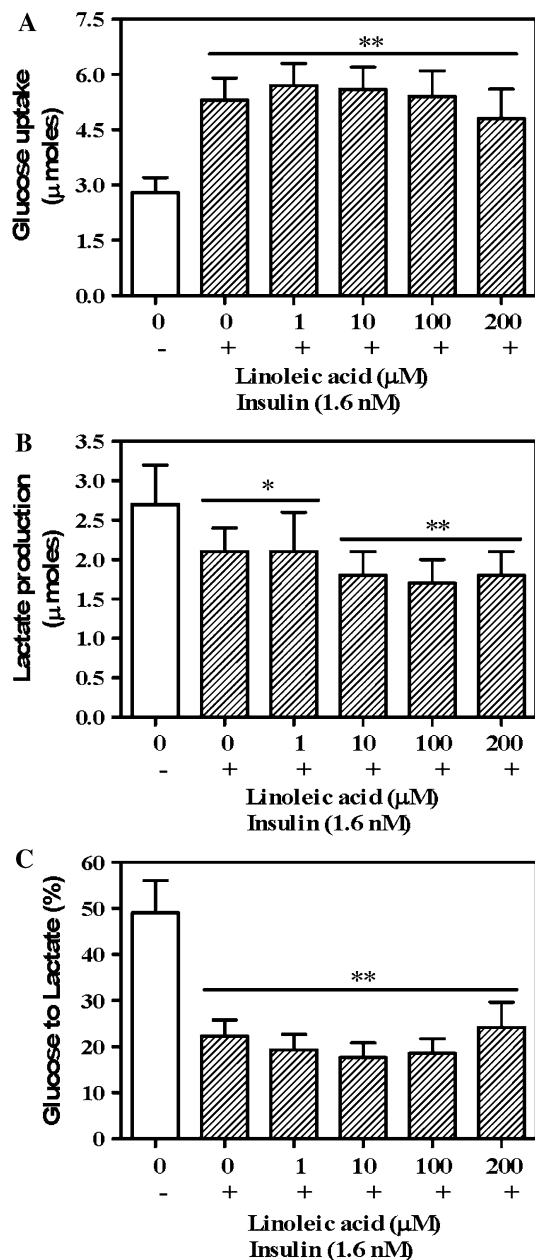 A
**
7.5
6.0
4.5
3.0
1.5
0.0
Glucose uptake
(μ moles)
0 0 1 10 100 200
- + + + + +
Linoleic acid (μM)
Insulin (1.6 nM)
B
*
**
3.5
3.0
2.5
2.0
1.5
1.0
0.5
0.0
Lactate production
(μ moles)
0 0 1 10 100 200
- + + + + +
Linoleic acid (μM)
Insulin (1.6 nM)
C
**
60
50
40
30
20
10
0
Glucose to Lactate (%)
0 0 1 10 100 200
- + + + + +
Linoleic acid (μM)
Insulin (1.6 nM)